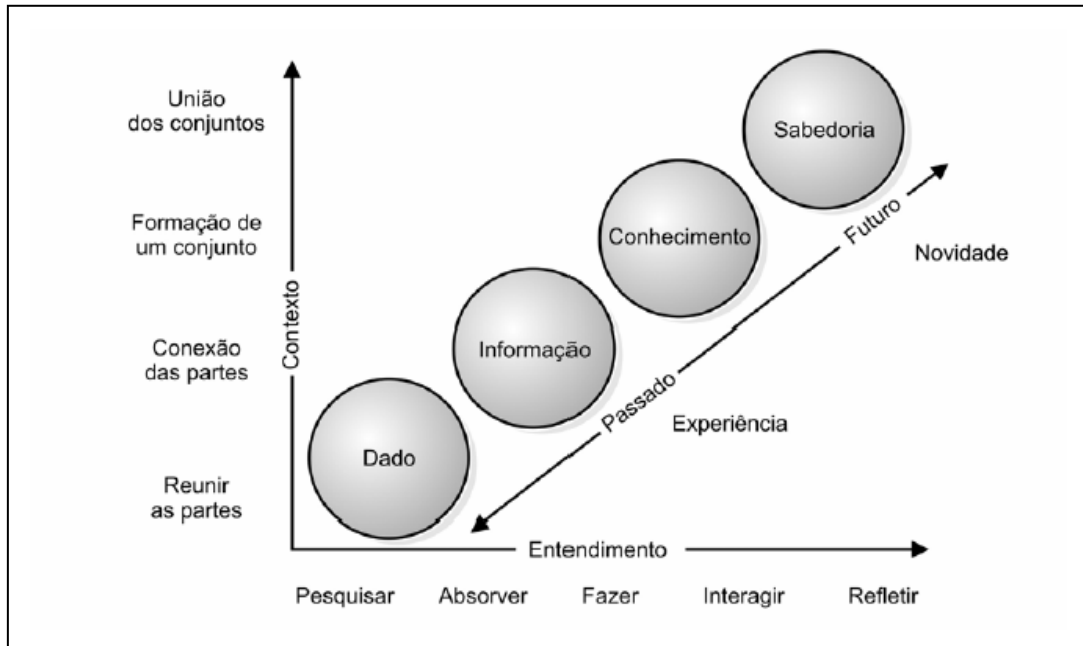 União
dos conjuntos
Sabedoria
Formação de
um conjunto
Conhecimento
Futuro
Novidade
Contexto
Conexão
das partes
Informação
Passado
Experiência
Dado
Reunir
as partes
Entendimento
Pesquisar Absorver Fazer Interagir Refletir